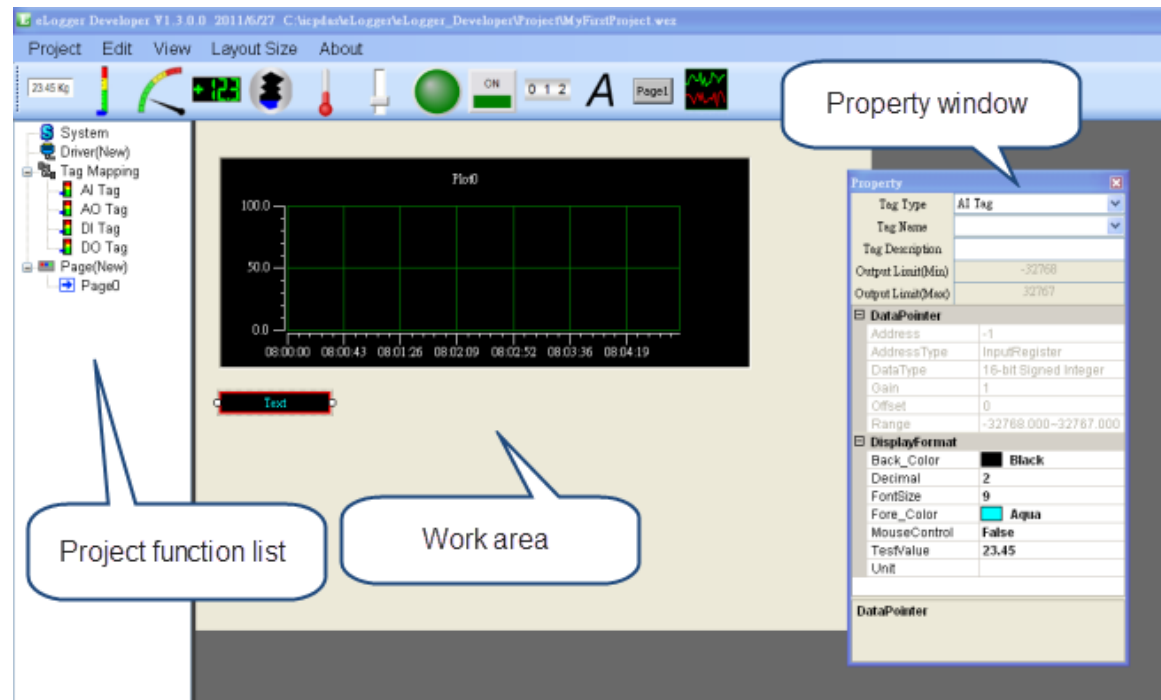 eLogger Developer V1.3.0.0 2011/6/27 C:\icpdas\eLogger\eLogger_Developer\Project\MyFirstProject.wez
Project Edit View Layout Size About
23.45 Kg
ON
0 1 2
A
Page1
System
Driver(New)
Tag Mapping
AI Tag
AO Tag
DI Tag
DO Tag
Page(New)
Page0
Plot0
100.0
50.0
0.0
08:00:00 08:00:43 08:01:26 08:02:09 08:02:52 08:03:36 08:04:19
Text
Project function list
Work area
Property window
Property
Tag Type AI Tag
Tag Name
Tag Description
Output Limit(Min) -32768
Output Limit(Max) 32767
DataPointer
Address -1
AddressType InputRegister
DataType 16-bit Signed Integer
Gain 1
Offset 0
Range -32768.000~32767.000
DisplayFormat
Back_Color Black
Decimal 2
FontSize 9
Fore_Color Aqua
MouseControl False
TestValue 23.45
Unit
DataPointer